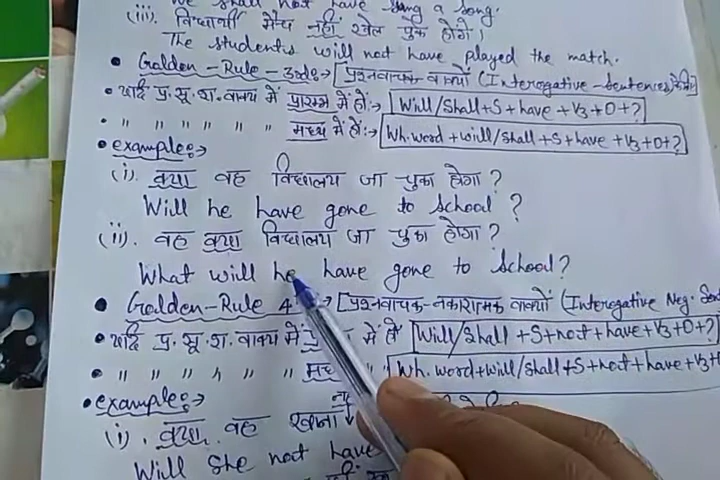 We shall not have sung a song.
(iii). विद्यार्थी मैच नहीं खेल चुके होंगे।
The students will not have played the match.
• Golden-Rule-3rd:→ [प्रश्नवाचक वाक्यों (Interogative-Sentences)
• यदि प्र. सू. श. वाक्य में प्रारम्भ में हों:→ Will/Shall+S+have+V3+O+?
• " " " " " " मध्य में हों:→ Wh. word+will/shall+S+have+V3+O+?
• example:→
(i). क्या वह विद्यालय जा चुका होगा?
Will he have gone to School?
(ii). वह क्या विद्यालय जा चुका होगा?
What will he have gone to School?
• Golden-Rule 4 → [प्रश्नवाचक-नकारात्मक वाक्यों (Interogative Neg.
• यदि प्र. सू. श. वाक्य में में हों Will/Shall+S+not+have+V3+O+?
• " " " " " मध्य " Wh. word+will/shall+S+not+have+V3+
• example:→
(i). क्या वह खाना
Will She not have